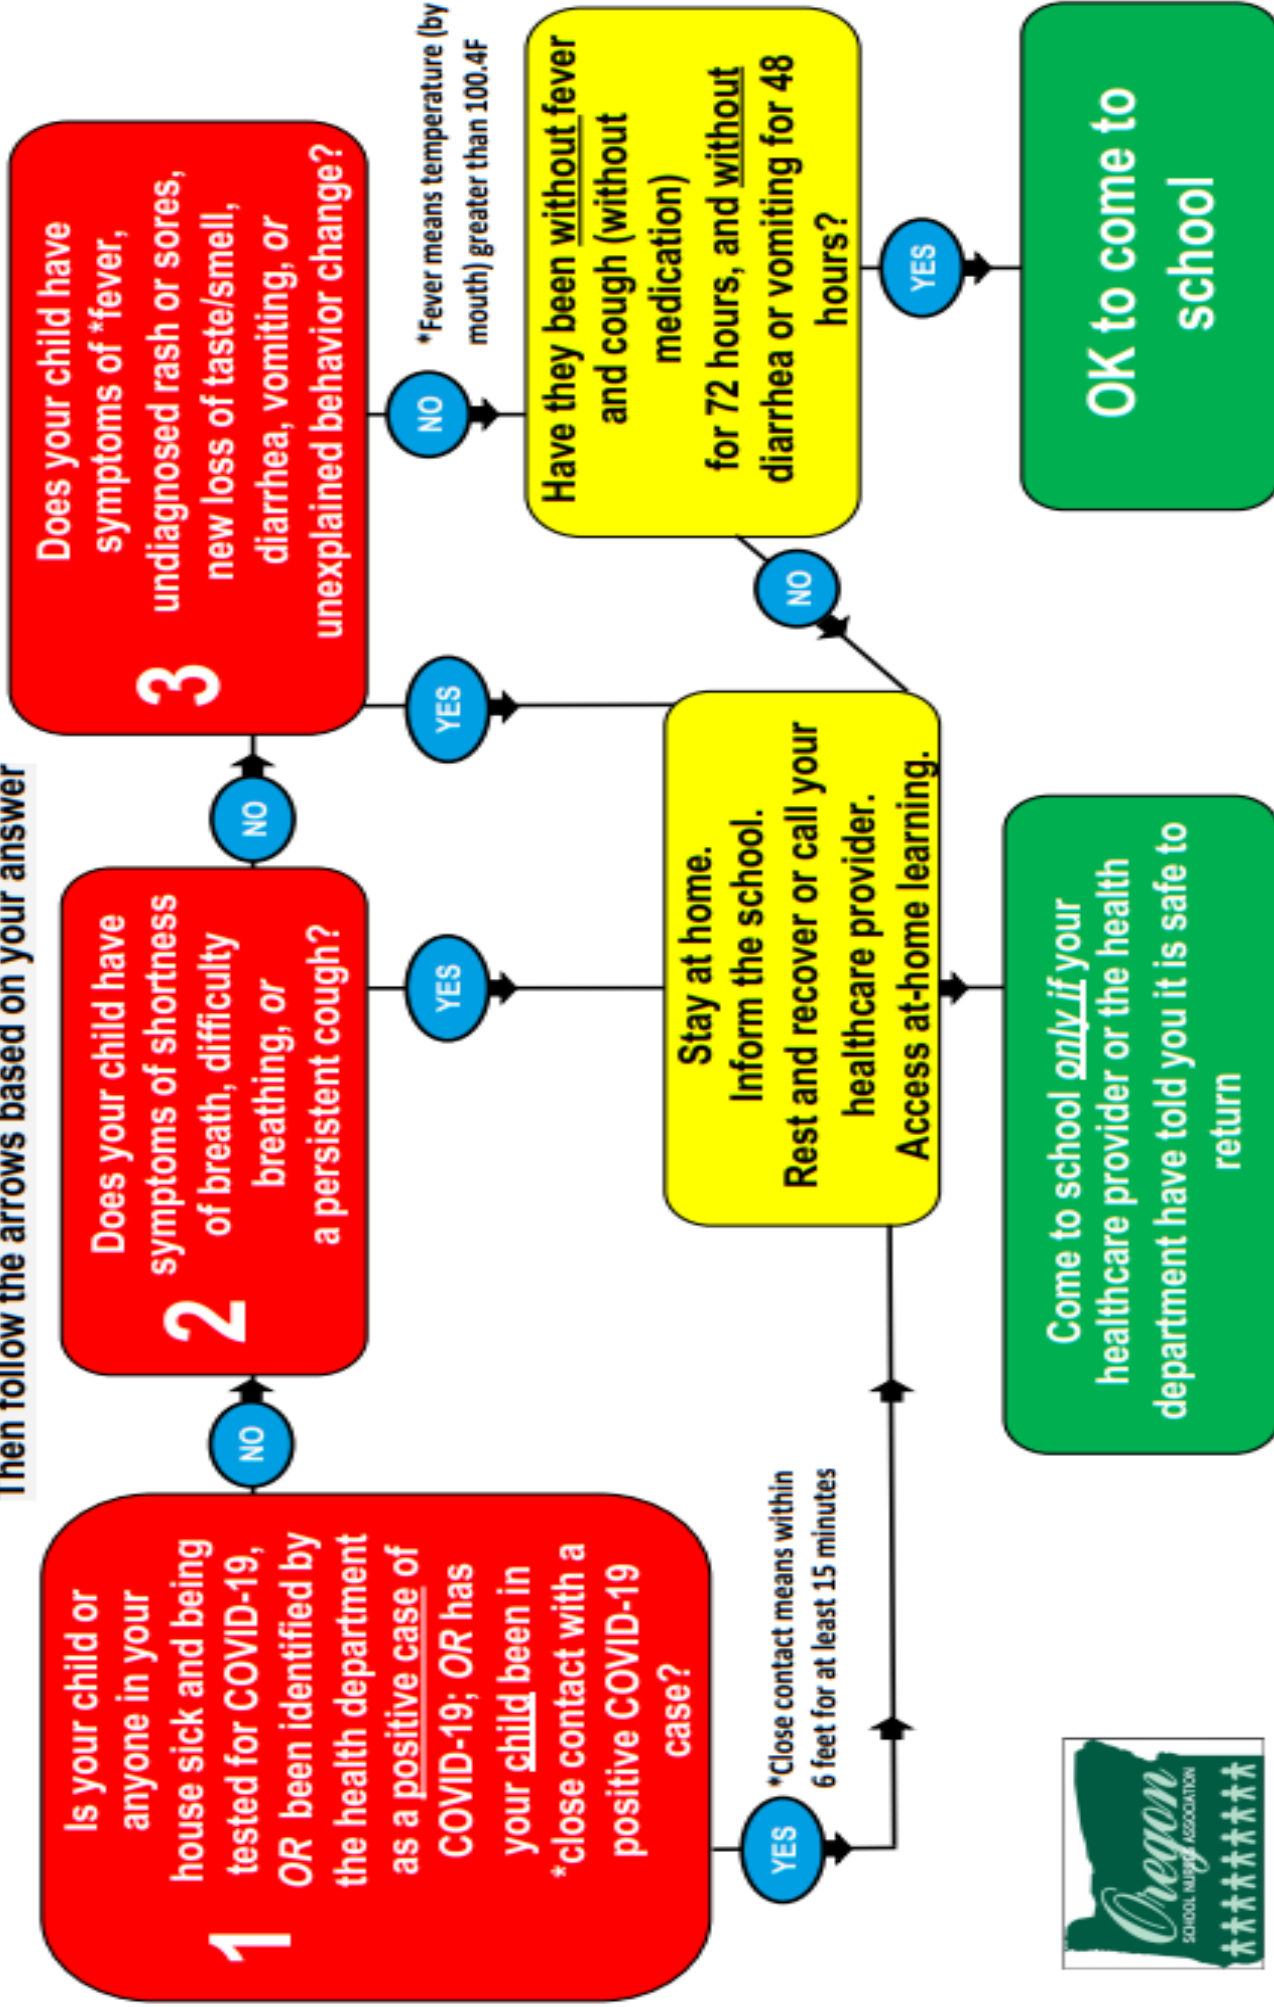 Then follow the arrows based on your answer
1
Is your child or
anyone in your
house sick and being
tested for COVID-19,
OR been identified by
the health department
as a positive case of
COVID-19; OR has
your child been in
*close contact with a
positive COVID-19
case?
NO
2
Does your child have
symptoms of shortness
of breath, difficulty
breathing, or
a persistent cough?
NO
3
Does your child have
symptoms of *fever,
undiagnosed rash or sores,
new loss of taste/smell,
diarrhea, vomiting, or
unexplained behavior change?
YES
*Close contact means within
6 feet for at least 15 minutes
YES
YES
NO
*Fever means temperature (by
mouth) greater than 100.4F
Stay at home.
Inform the school.
Rest and recover or call your
healthcare provider.
Access at-home learning.
NO
Have they been without fever
and cough (without
medication)
for 72 hours, and without
diarrhea or vomiting for 48
hours?
YES
Come to school only if your
healthcare provider or the health
department have told you it is safe to
return
OK to come to
school
Oregon
SCHOOL NURSES ASSOCIATION